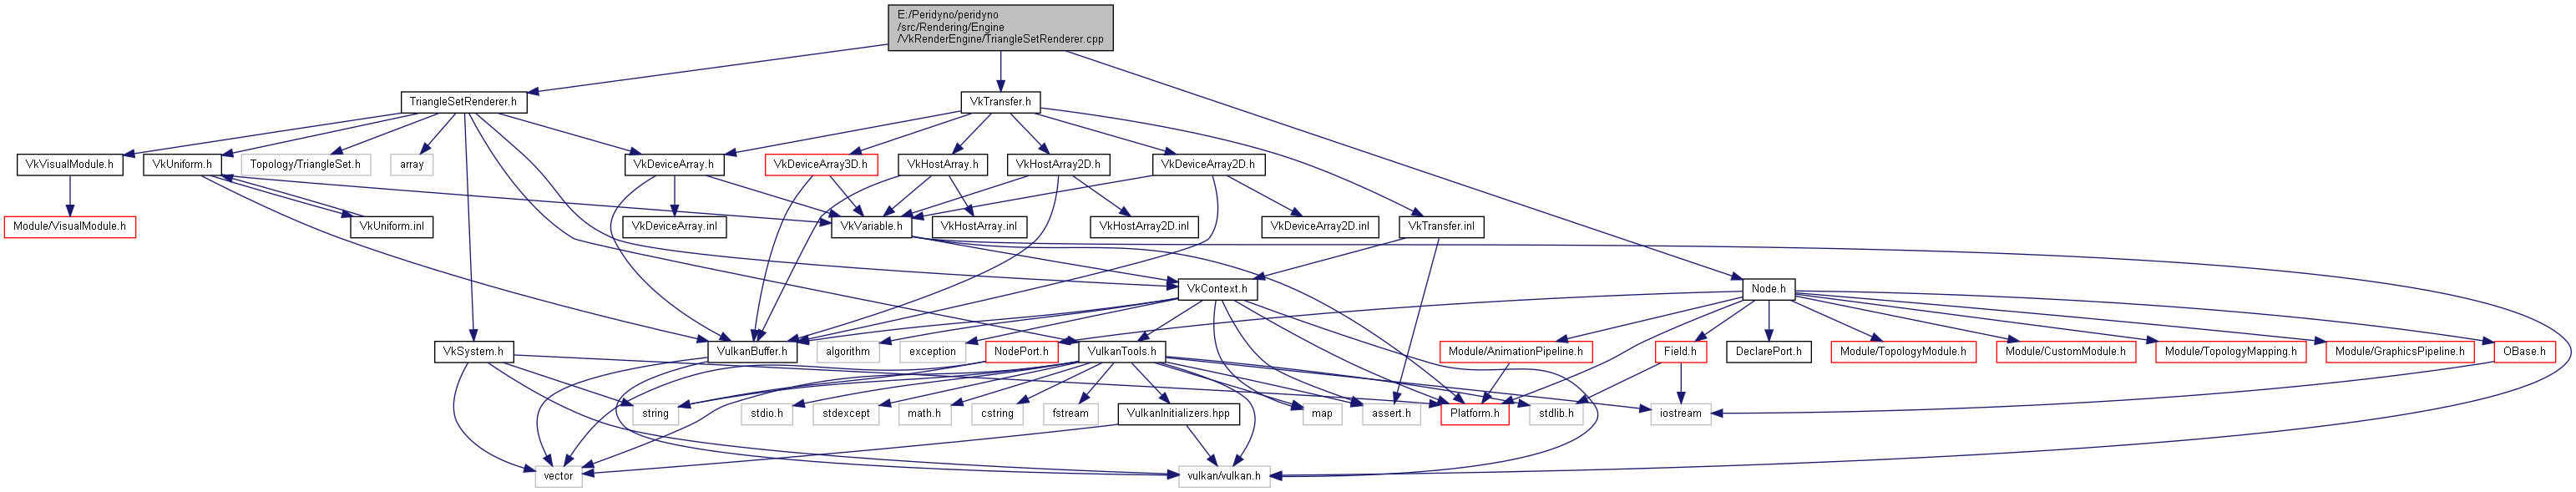 E:/Peridyno/peridyno
/src/Rendering/Engine
/VkRenderEngine/TriangleSetRenderer.cpp
TriangleSetRenderer.h
VkTransfer.h
VkVisualModule.h
VkUniform.h
Topology/TriangleSet.h
array
VkDeviceArray.h
VkDeviceArray3D.h
VkHostArray.h
VkHostArray2D.h
VkDeviceArray2D.h
Module/VisualModule.h
VkUniform.inl
VkDeviceArray.inl
VkVariable.h
VkHostArray.inl
VkHostArray2D.inl
VkDeviceArray2D.inl
VkTransfer.inl
VkContext.h
Node.h
VkSystem.h
VulkanBuffer.h
algorithm
exception
NodePort.h
VulkanTools.h
Module/AnimationPipeline.h
Field.h
DeclarePort.h
Module/TopologyModule.h
Module/CustomModule.h
Module/TopologyMapping.h
Module/GraphicsPipeline.h
OBase.h
string
stdio.h
stdexcept
math.h
cstring
fstream
VulkanInitializers.hpp
map
assert.h
Platform.h
stdlib.h
iostream
vector
vulkan/vulkan.h